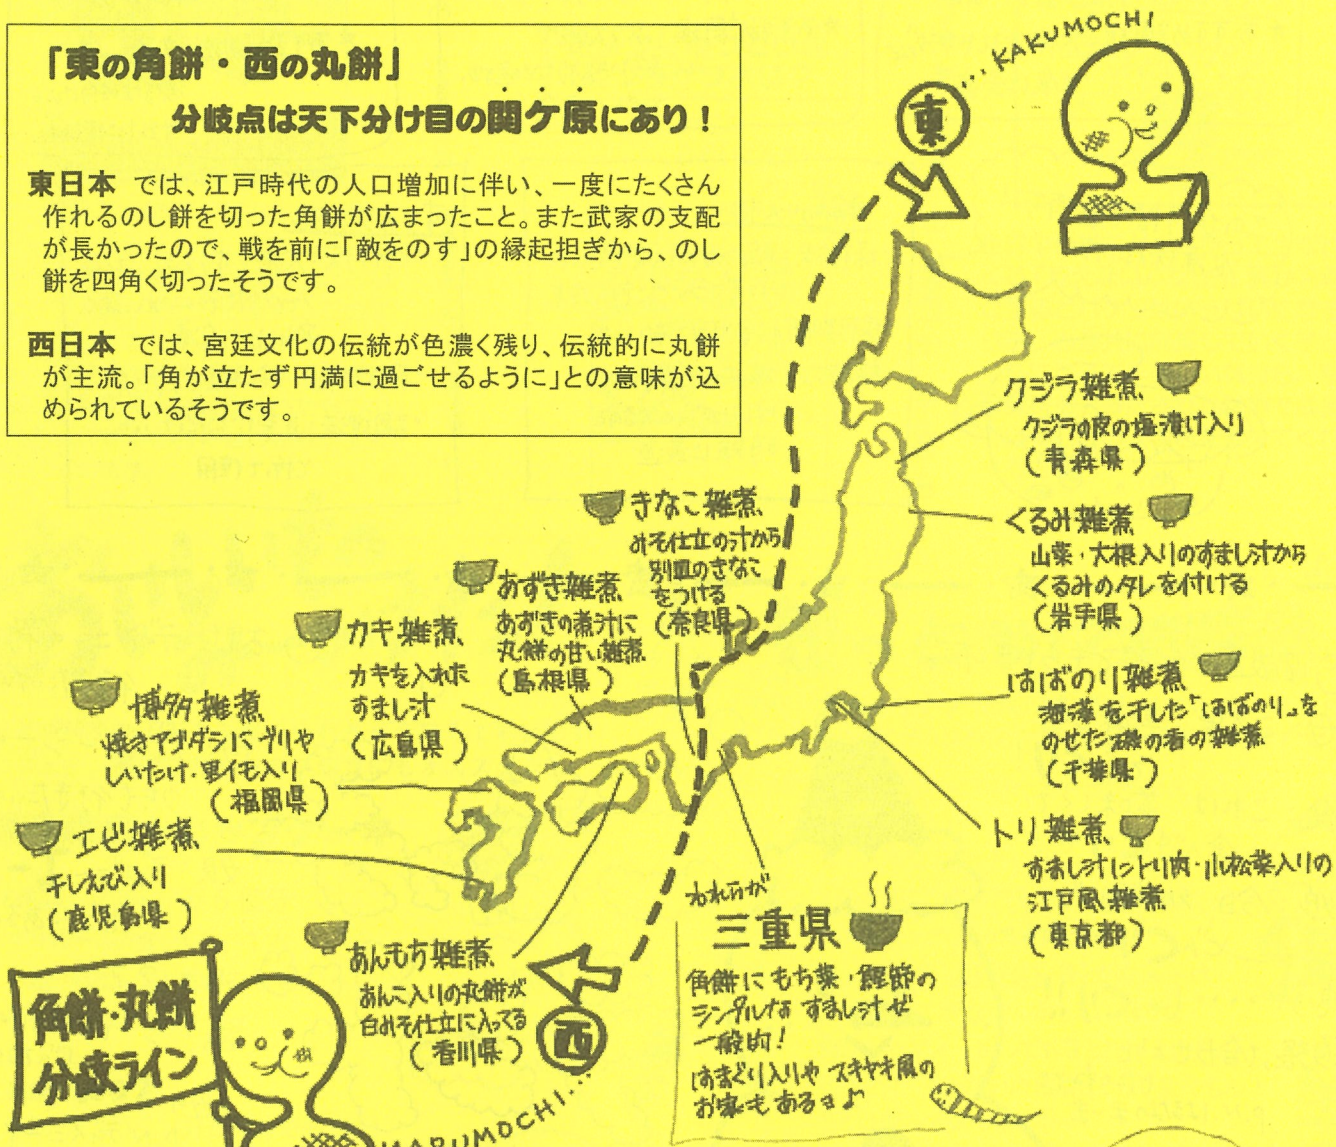 「東の角餅・西の丸餅」
分岐点は天下分け目の関ケ原にあり！
東日本 では、江戸時代の人口増加に伴い、一度にたくさん
作れるのし餅を切った角餅が広まったこと。また武家の支配
が長かったので、戦を前に「敵をのす」の縁起担ぎから、のし
餅を四角く切ったそうです。
西日本 では、宮廷文化の伝統が色濃く残り、伝統的に丸餅
が主流。「角が立たず円満に過ごせるように」との意味が込
められているそうです。
東
...KAKUMOCHI
クジラ雑煮
クジラの皮の塩漬け入り
(青森県)
くるみ雑煮
山菜・大根入りのすまし汁から
くるみのタレを付ける
(岩手県)
はばのり雑煮
海藻を干した「はばのり」を
のせた磯の香の雑煮
(千葉県)
トリ雑煮
すまし汁にトリ肉・小松菜入りの
江戸風雑煮
(東京都)
きなこ雑煮
みそ仕立の汁から
別皿のきなこ
をつける
(奈良県)
あずき雑煮
あずきの煮汁に
丸餅の甘い雑煮
(島根県)
カキ雑煮
カキを入れた
すまし汁
(広島県)
博多雑煮
焼きアゴダシにブリや
しいたけ・里イモ入り
(福岡県)
エビ雑煮
干しえび入り
(鹿児島県)
あんもち雑煮
あんこ入りの丸餅が
白みそ仕立に入ってる
(香川県)
われらが
三重県
角餅にもち菜・鰹節の
シンプルなすまし汁が
一般的!
はまぐり入りやスキヤキ風の
お家もあるヨ♪
西
MARUMOCHI...
角餅・丸餅
分岐ライン